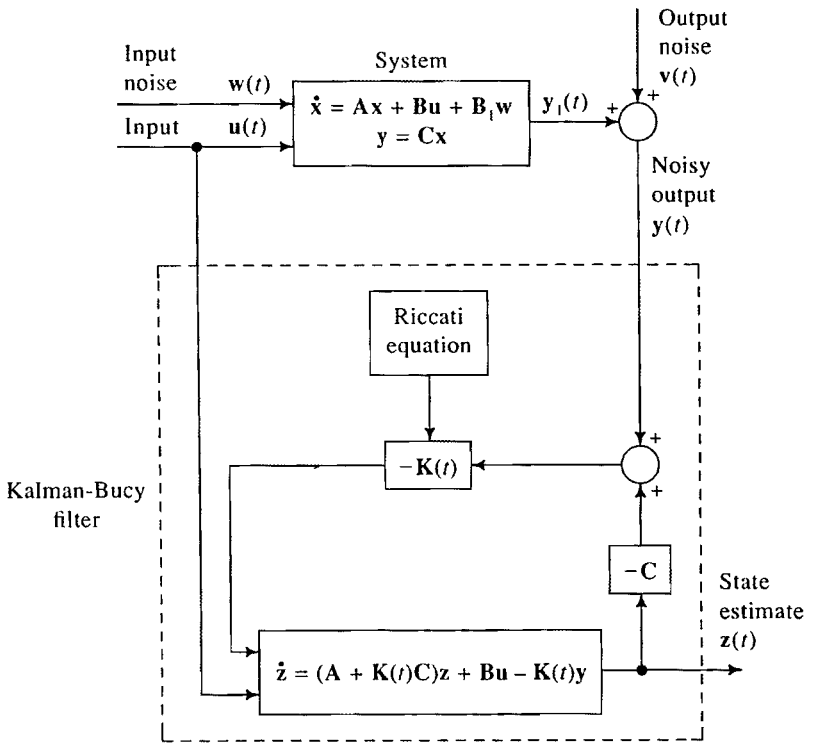 Output
noise
v(t)
Input
noise
w(t)
System
Input
u(t)
ẋ = Ax + Bu + B₁w
y = Cx
y₁(t)
+
+
Noisy
output
y(t)
Riccati
equation
−K(t)
+
+
Kalman-Bucy
filter
−C
State
estimate
z(t)
ż = (A + K(t)C)z + Bu − K(t)y